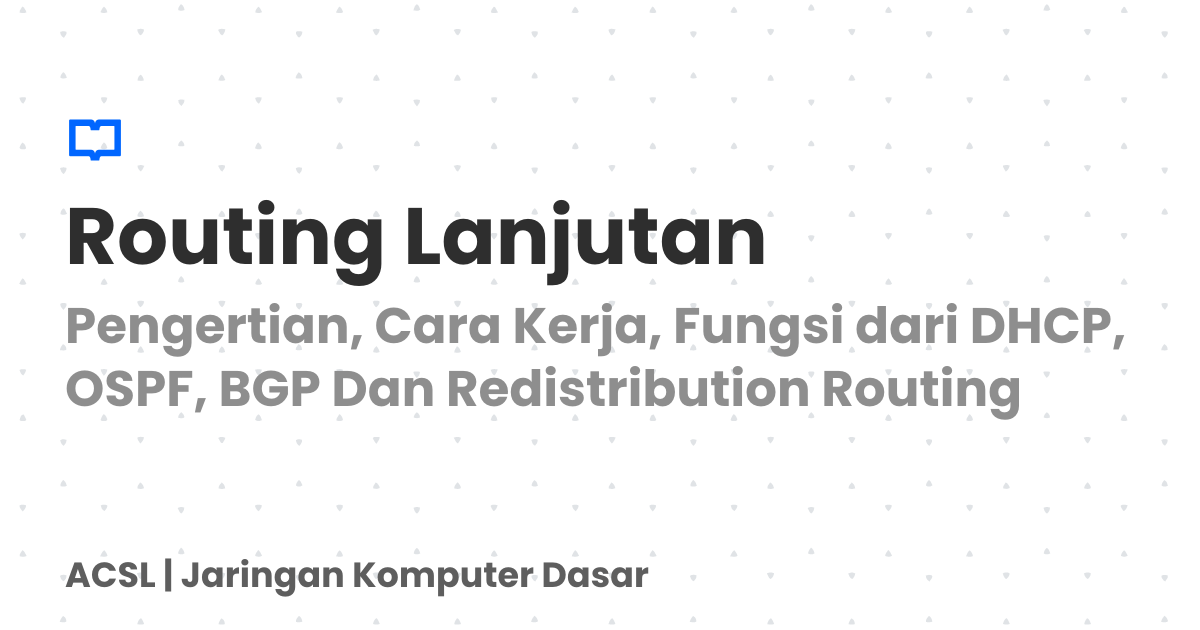 Routing Lanjutan
Pengertian, Cara Kerja, Fungsi dari DHCP,
OSPF, BGP Dan Redistribution Routing
ACSL | Jaringan Komputer Dasar